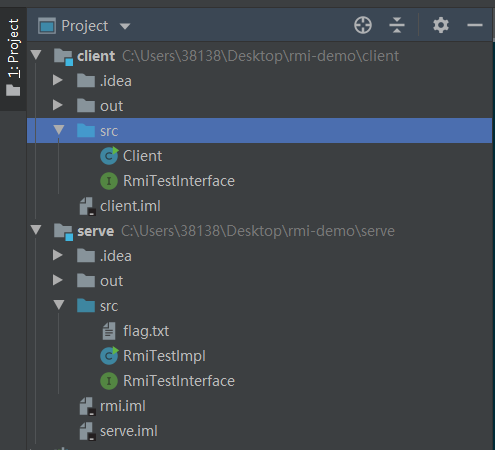 1: Project
Project
client C:\Users\38138\Desktop\rmi-demo\client
.idea
out
src
Client
RmiTestInterface
client.iml
serve C:\Users\38138\Desktop\rmi-demo\serve
.idea
out
src
flag.txt
RmiTestImpl
RmiTestInterface
rmi.iml
serve.iml